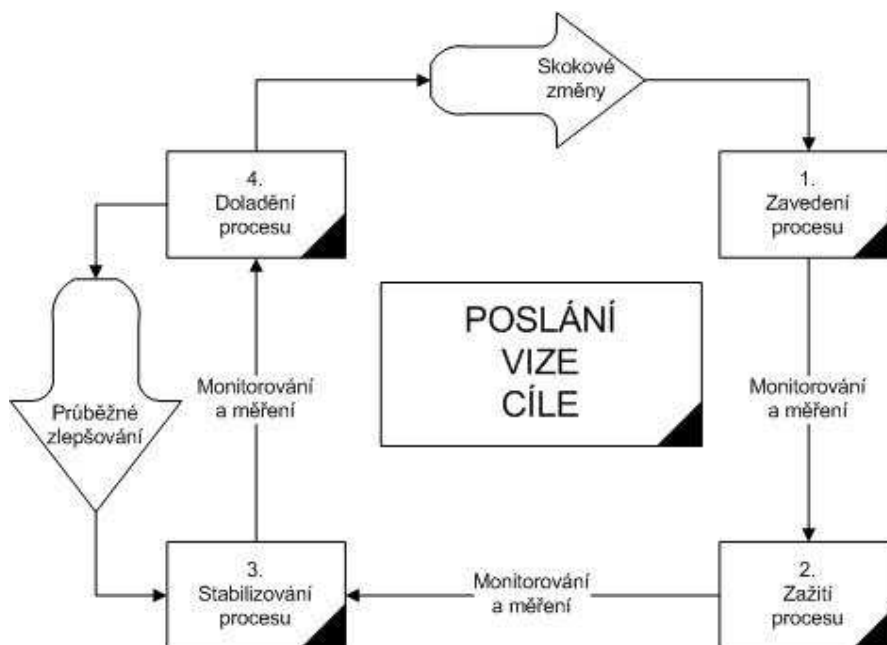 Skokové
změny
4.
Doladění
procesu
1.
Zavedení
procesu
POSLÁNÍ
VIZE
CÍLE
Monitorování
a měření
Monitorování
a měření
Průběžné
zlepšování
3.
Stabilizování
procesu
Monitorování
a měření
2.
Zažití
procesu